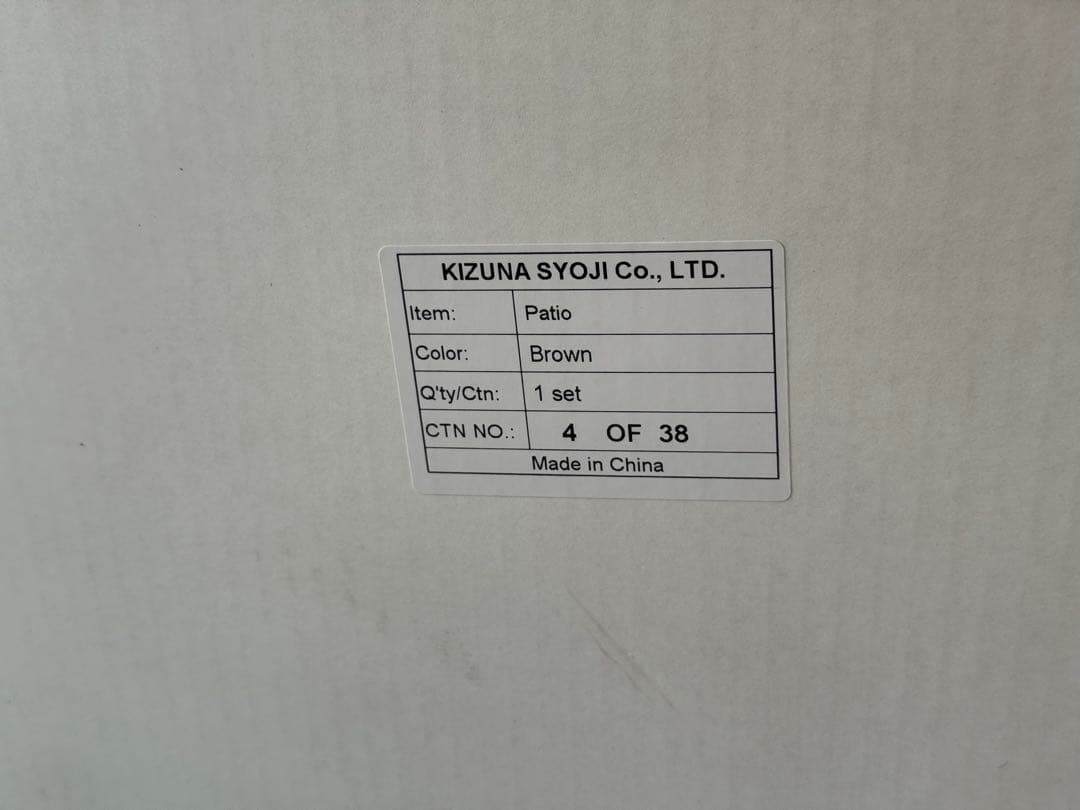 KIZUNA SYOJI Co., LTD.
Item: Patio
Color: Brown
Q'ty/Ctn: 1 set
CTN NO.: 4 OF 38
Made in China